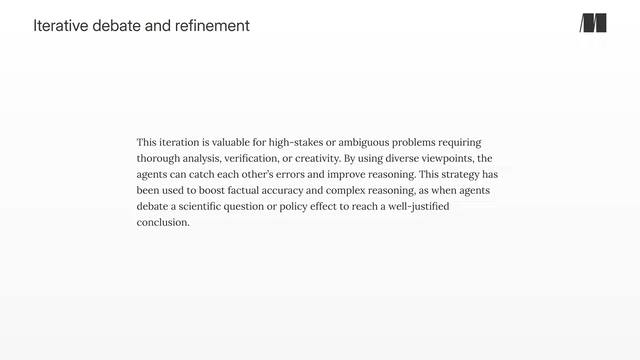 Iterative debate and refinement
This iteration is valuable for high-stakes or ambiguous problems requiring
thorough analysis, verification, or creativity. By using diverse viewpoints, the
agents can catch each other's errors and improve reasoning. This strategy has
been used to boost factual accuracy and complex reasoning, as when agents
debate a scientific question or policy effect to reach a well-justified
conclusion.